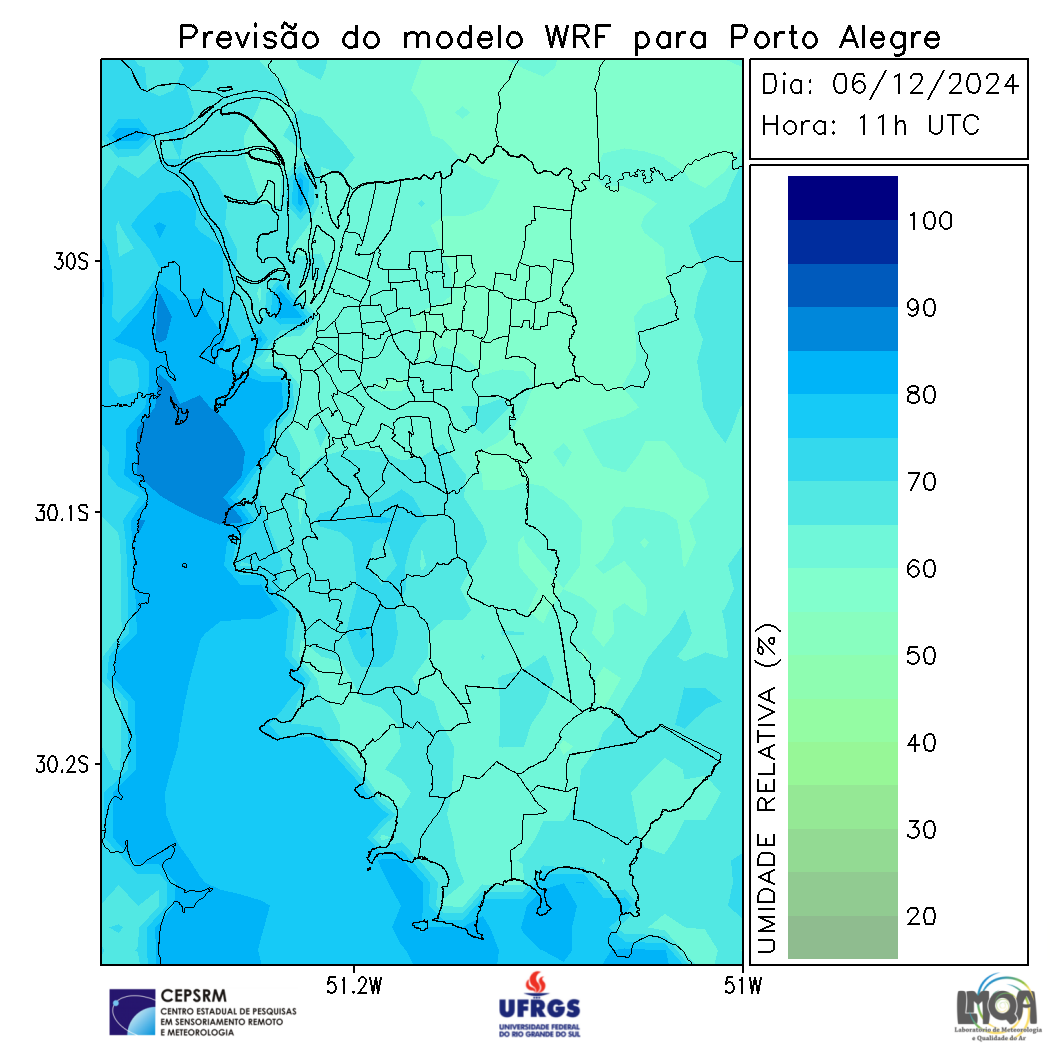 Previsão do modelo WRF para Porto Alegre
Dia: 06/12/2024
Hora: 11h UTC
100
90
80
70
60
50
40
30
20
UMIDADE RELATIVA (%)
30S
30.1S
30.2S
51.2W
51W
CEPSRM
CENTRO ESTADUAL DE PESQUISAS
EM SENSORIAMENTO REMOTO
E METEOROLOGIA
UFRGS
UNIVERSIDADE FEDERAL
DO RIO GRANDE DO SUL
LMQA
Laboratório de Meteorologia
e Qualidade do Ar